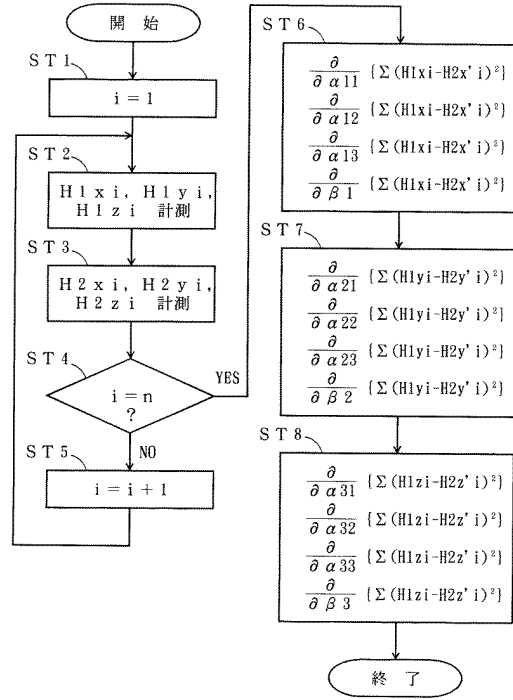 開 始
ST1
i = 1
ST2
H1xi, H1yi,
H1zi 計測
ST3
H2xi, H2yi,
H2zi 計測
ST4
i = n
?
YES
NO
ST5
i = i + 1
ST6
∂/∂α11 {Σ(H1xi-H2x'i)²}
∂/∂α12 {Σ(H1xi-H2x'i)²}
∂/∂α13 {Σ(H1xi-H2x'i)²}
∂/∂β1 {Σ(H1xi-H2x'i)²}
ST7
∂/∂α21 {Σ(H1yi-H2y'i)²}
∂/∂α22 {Σ(H1yi-H2y'i)²}
∂/∂α23 {Σ(H1yi-H2y'i)²}
∂/∂β2 {Σ(H1yi-H2y'i)²}
ST8
∂/∂α31 {Σ(H1zi-H2z'i)²}
∂/∂α32 {Σ(H1zi-H2z'i)²}
∂/∂α33 {Σ(H1zi-H2z'i)²}
∂/∂β3 {Σ(H1zi-H2z'i)²}
終 了